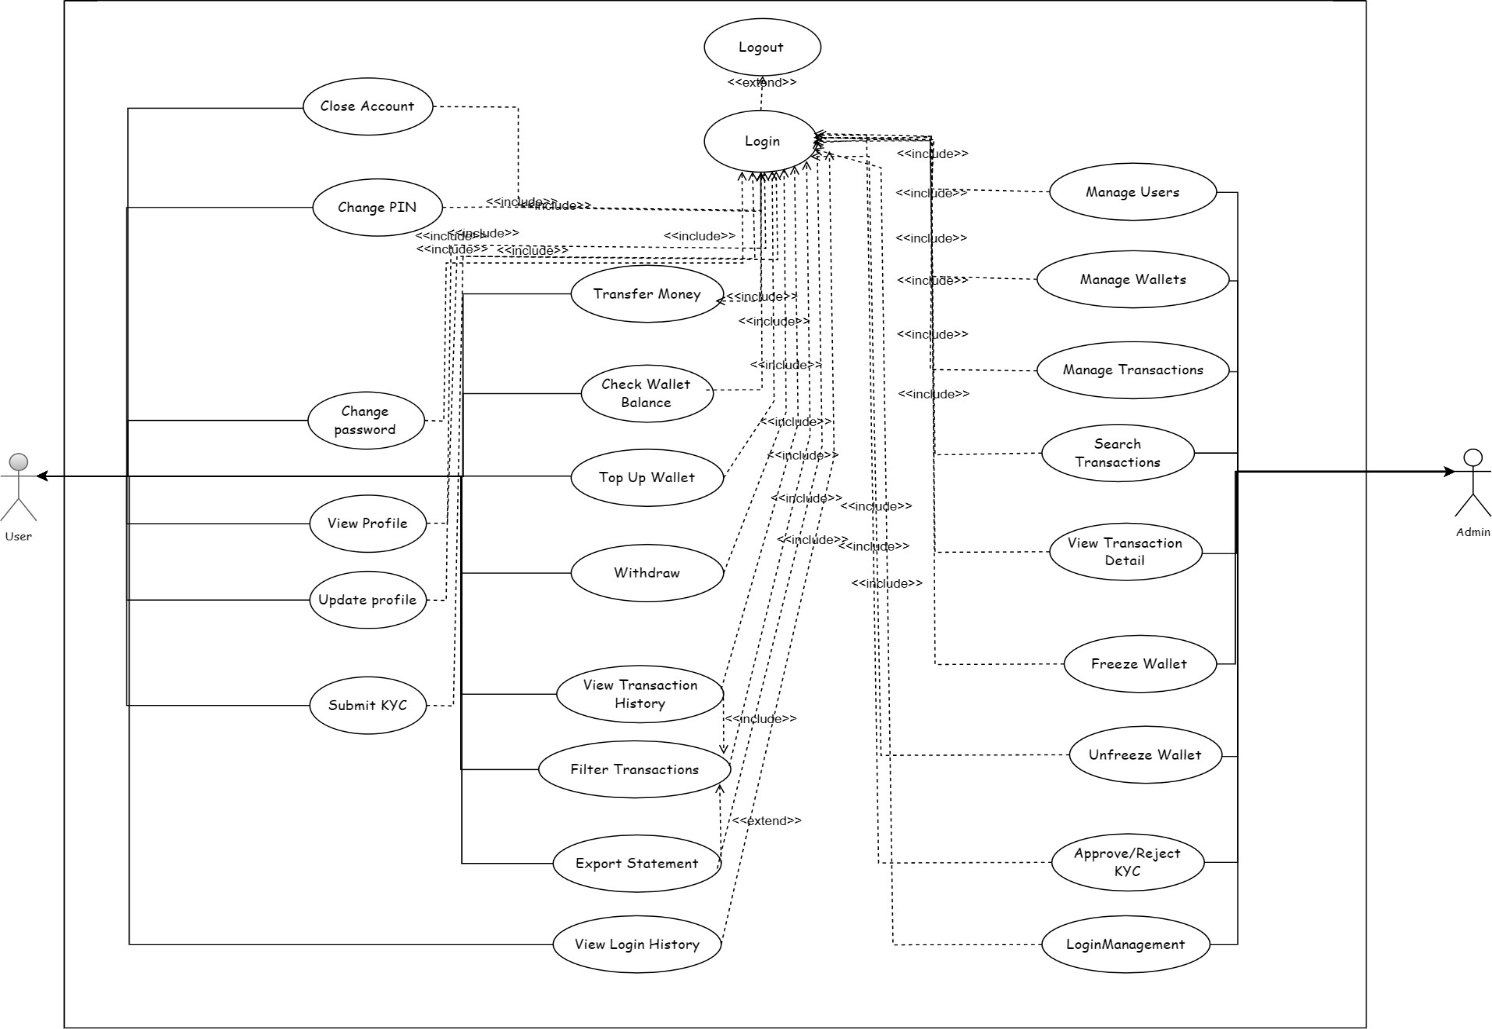 Logout
<<extend>>
Close Account
Login
<<include>>
Manage Users
<<include>>
<<include>>
<<include>>
Change PIN
<<include>>
<<include>>
<<include>>
<<include>>
<<include>>
<<include>>
<<include>>
Manage Wallets
<<include>>
Transfer Money
<<include>>
<<include>>
<<include>>
<<include>>
Manage Transactions
Check Wallet
Balance
<<include>>
Change
password
<<include>>
Search
Transactions
<<include>>
Top Up Wallet
<<include>>
<<include>>
User
Admin
View Profile
<<include>>
<<include>>
View Transaction
Detail
Withdraw
<<include>>
Update profile
Freeze Wallet
View Transaction
History
Submit KYC
<<include>>
Unfreeze Wallet
Filter Transactions
<<extend>>
Export Statement
Approve/Reject
KYC
View Login History
LoginManagement